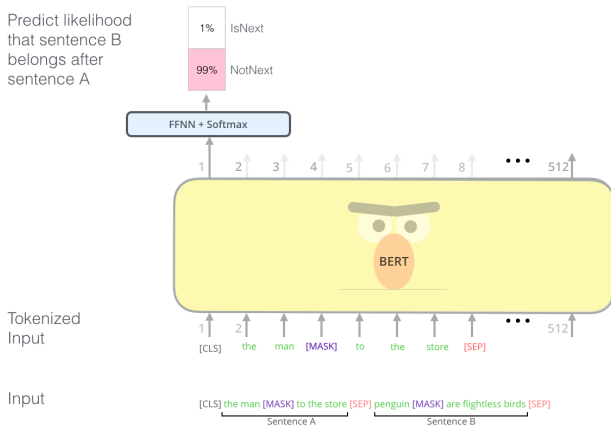 Predict likelihood
that sentence B
belongs after
sentence A
1% IsNext
99% NotNext
FFNN + Softmax
1 2 3 4 5 6 7 8 ••• 512
BERT
Tokenized
Input
1 2 ••• 512
[CLS] the man [MASK] to the store [SEP]
Input
[CLS] the man [MASK] to the store [SEP] penguin [MASK] are flightless birds [SEP]
Sentence A Sentence B